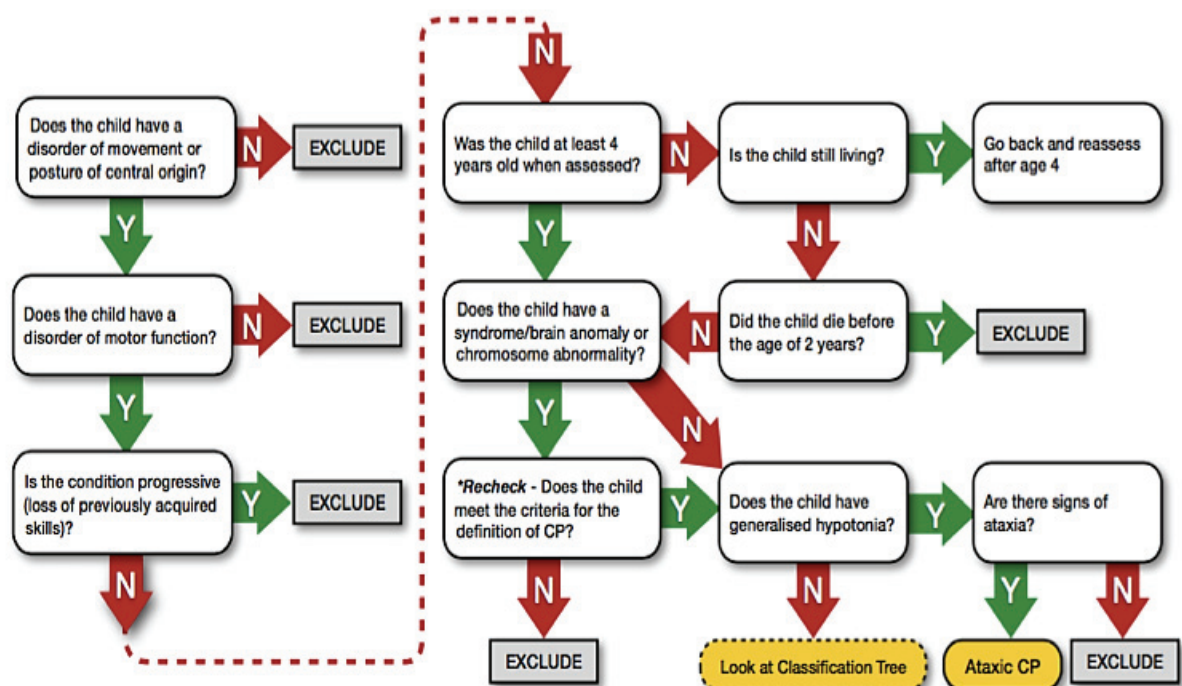 Does the child have a
disorder of movement or
posture of central origin?
N
EXCLUDE
Y
Does the child have a
disorder of motor function?
N
EXCLUDE
Y
Is the condition progressive
(loss of previously acquired
skills)?
Y
EXCLUDE
N
N
Was the child at least 4
years old when assessed?
N
Is the child still living?
Y
Go back and reassess
after age 4
Y
N
Does the child have a
syndrome/brain anomaly or
chromosome abnormality?
N
Did the child die before
the age of 2 years?
Y
EXCLUDE
Y
N
*Recheck - Does the child
meet the criteria for the
definition of CP?
Y
Does the child have
generalised hypotonia?
Y
Are there signs of
ataxia?
N
N
Y
N
EXCLUDE
Look at Classification Tree
Ataxic CP
EXCLUDE